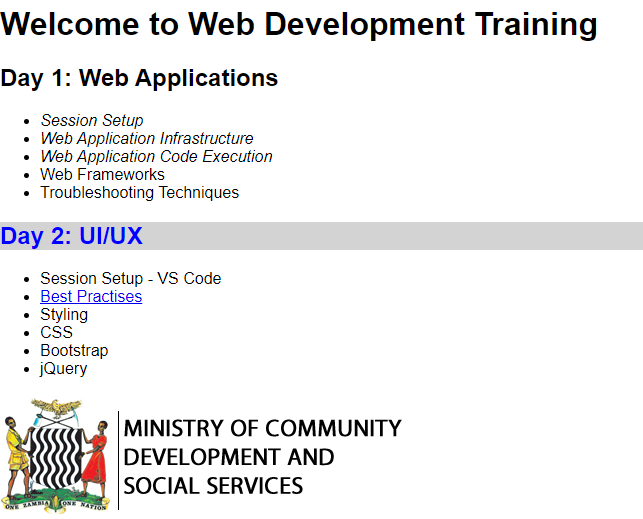 Welcome to Web Development Training
Day 1: Web Applications
Session Setup
Web Application Infrastructure
Web Application Code Execution
Web Frameworks
Troubleshooting Techniques
Day 2: UI/UX
Session Setup - VS Code
Best Practises
Styling
CSS
Bootstrap
jQuery
MINISTRY OF COMMUNITY
DEVELOPMENT AND
SOCIAL SERVICES
ONE ZAMBIA ONE NATION